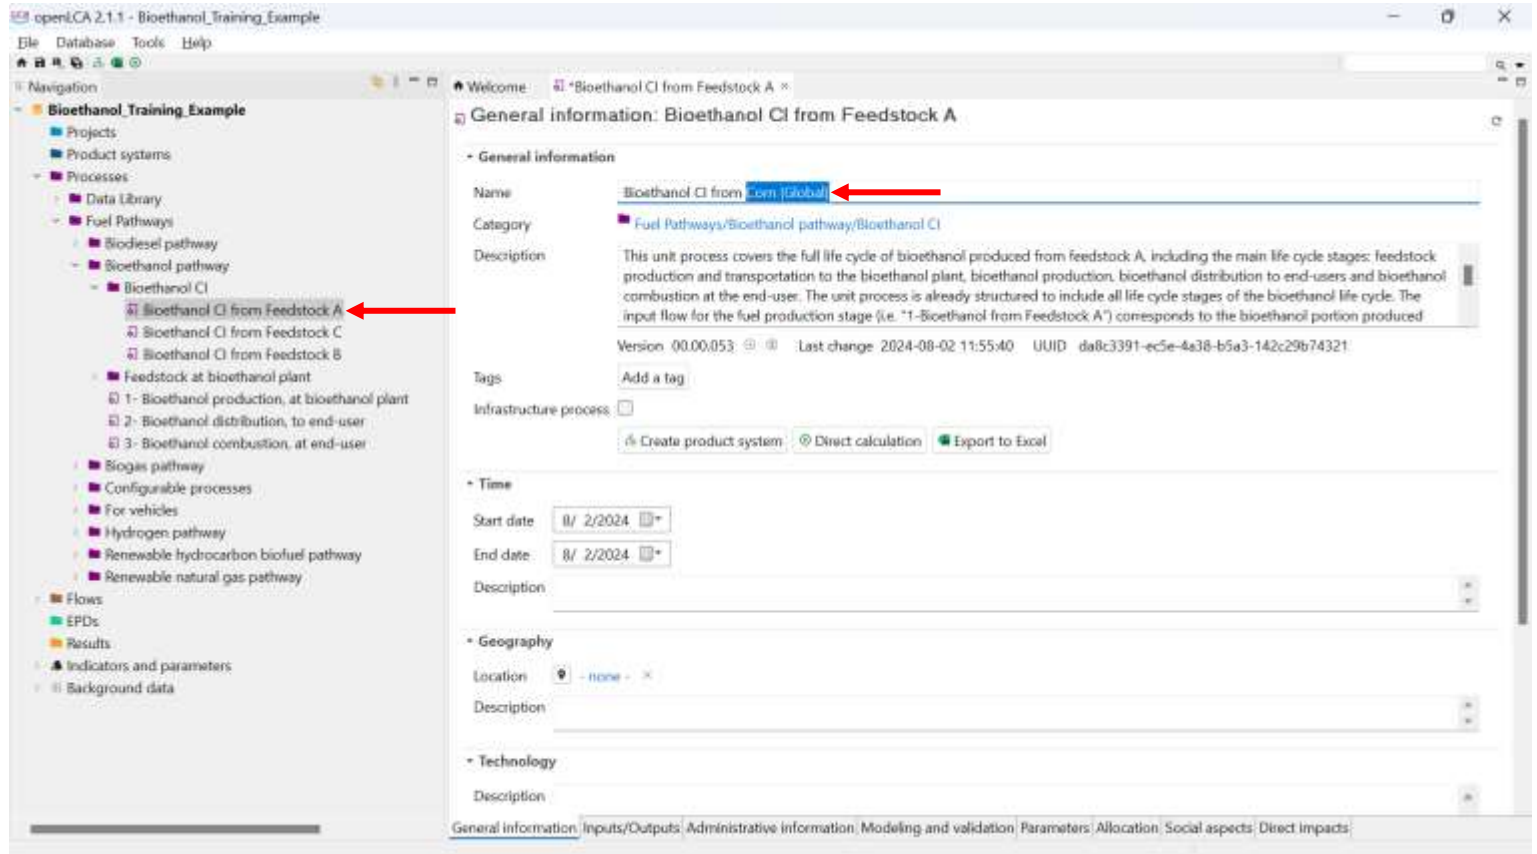 openLCA 2.1.1 - Bioethanol_Training_Example
File Database Tools Help
Navigation
Bioethanol_Training_Example
Projects
Product systems
Processes
Data Library
Fuel Pathways
Biodiesel pathway
Bioethanol pathway
Bioethanol CI
Bioethanol CI from Feedstock A
Bioethanol CI from Feedstock C
Bioethanol CI from Feedstock B
Feedstock at bioethanol plant
1- Bioethanol production, at bioethanol plant
2- Bioethanol distribution, to end-user
3- Bioethanol combustion, at end-user
Biogas pathway
Configurable processes
For vehicles
Hydrogen pathway
Renewable hydrocarbon biofuel pathway
Renewable natural gas pathway
Flows
EPDs
Results
Indicators and parameters
Background data
Welcome *Bioethanol CI from Feedstock A
General information: Bioethanol CI from Feedstock A
General information
Name Bioethanol CI from Corn (Global)
Category Fuel Pathways/Bioethanol pathway/Bioethanol CI
Description This unit process covers the full life cycle of bioethanol produced from feedstock A, including the main life cycle stages: feedstock
production and transportation to the bioethanol plant, bioethanol production, bioethanol distribution to end-users and bioethanol
combustion at the end-user. The unit process is already structured to include all life cycle stages of the bioethanol life cycle. The
input flow for the fuel production stage (i.e. "1-Bioethanol from Feedstock A") corresponds to the bioethanol portion produced
Version 00.00.053 Last change 2024-08-02 11:55:40 UUID da8c3391-ec5e-4a38-b5a3-142c29b74321
Tags Add a tag
Infrastructure process
Create product system Direct calculation Export to Excel
Time
Start date 8/ 2/2024
End date 8/ 2/2024
Description
Geography
Location - none -
Description
Technology
Description
General information Inputs/Outputs Administrative information Modeling and validation Parameters Allocation Social aspects Direct impacts